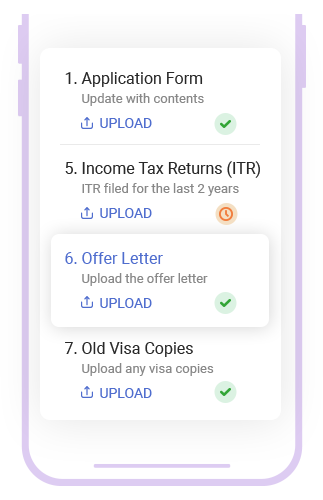 1. Application Form
Update with contents
UPLOAD
5. Income Tax Returns (ITR)
ITR filed for the last 2 years
UPLOAD
6. Offer Letter
Upload the offer letter
UPLOAD
7. Old Visa Copies
Upload any visa copies
UPLOAD